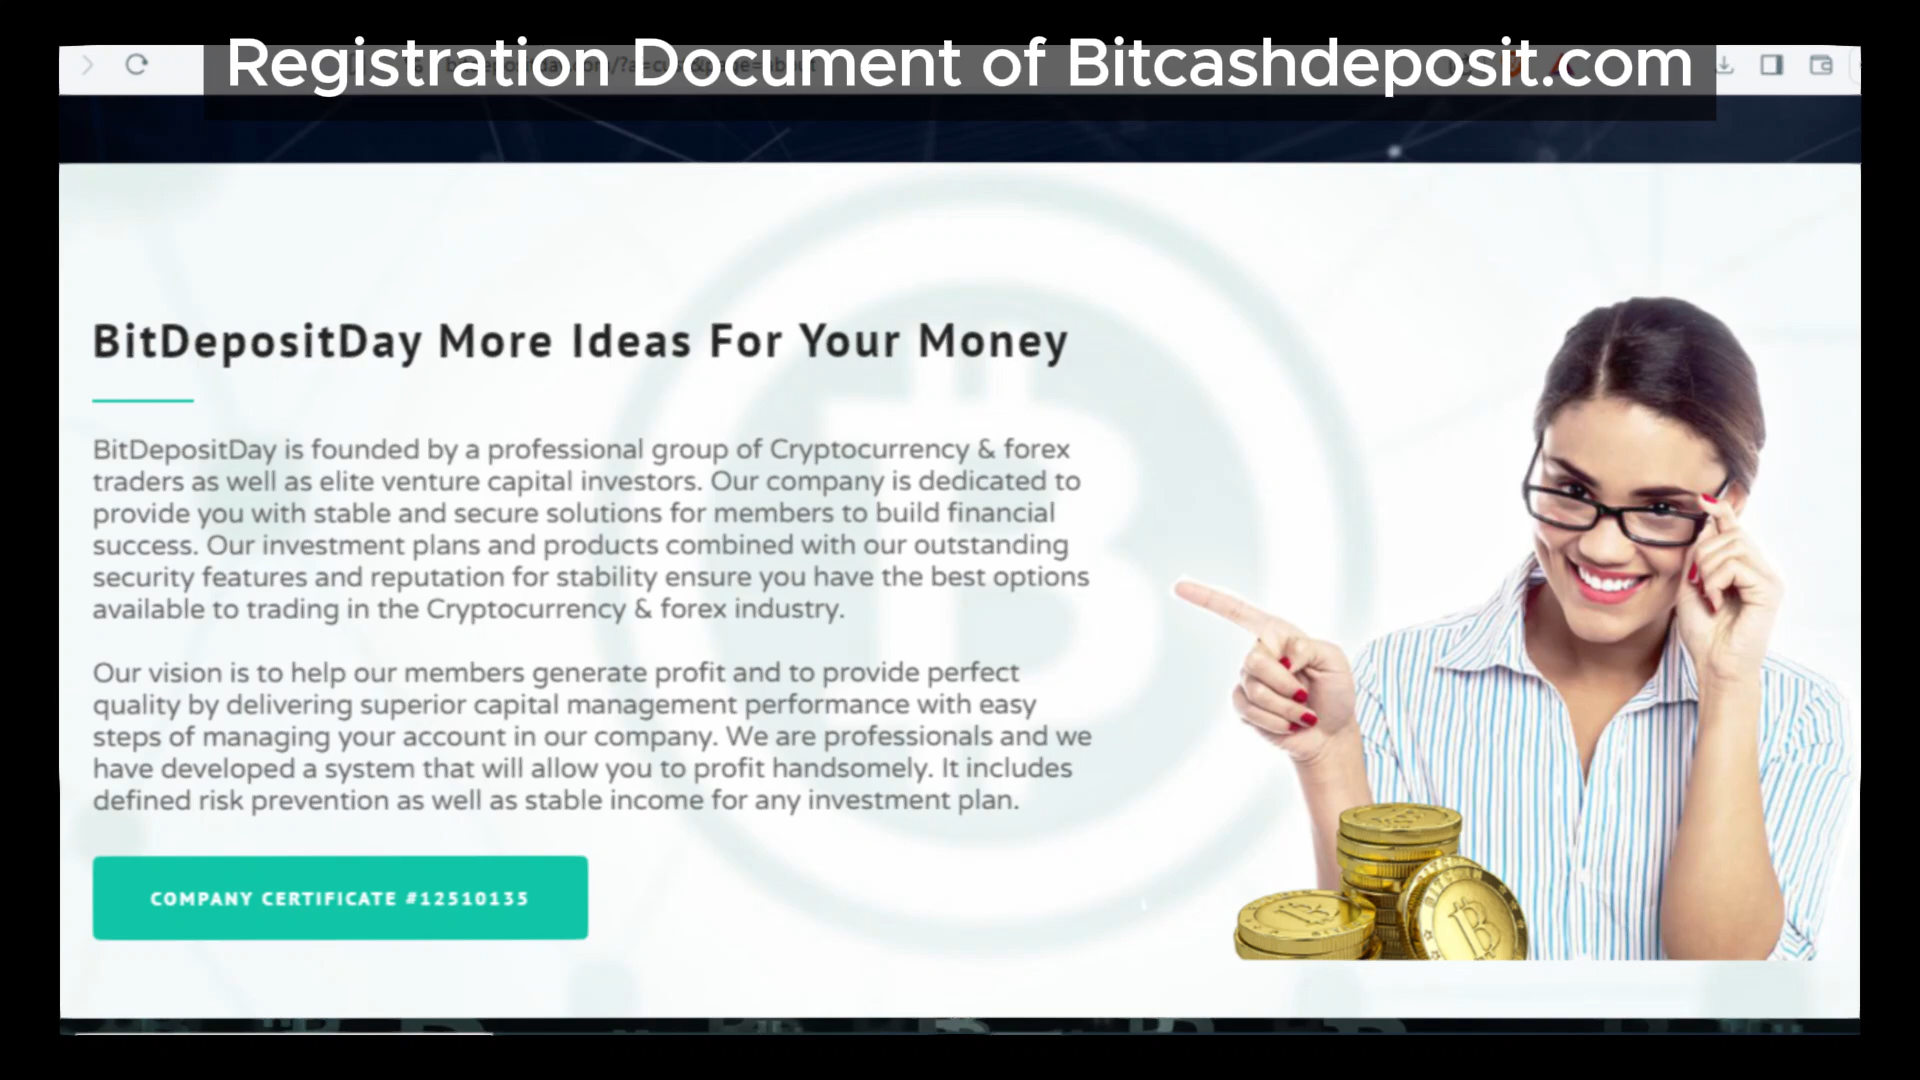 Registration Document of Bitcashdeposit.com
BitDepositDay More Ideas For Your Money
BitDepositDay is founded by a professional group of Cryptocurrency & forex
traders as well as elite venture capital investors. Our company is dedicated to
provide you with stable and secure solutions for members to build financial
success. Our investment plans and products combined with our outstanding
security features and reputation for stability ensure you have the best options
available to trading in the Cryptocurrency & forex industry.
Our vision is to help our members generate profit and to provide perfect
quality by delivering superior capital management performance with easy
steps of managing your account in our company. We are professionals and we
have developed a system that will allow you to profit handsomely. It includes
defined risk prevention as well as stable income for any investment plan.
COMPANY CERTIFICATE #12510135
BITCOIN